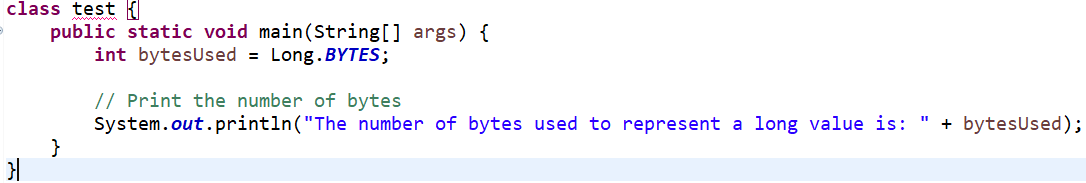 class test {
    public static void main(String[] args) {
        int bytesUsed = Long.BYTES;
        // Print the number of bytes
        System.out.println("The number of bytes used to represent a long value is: " + bytesUsed);
    }
}